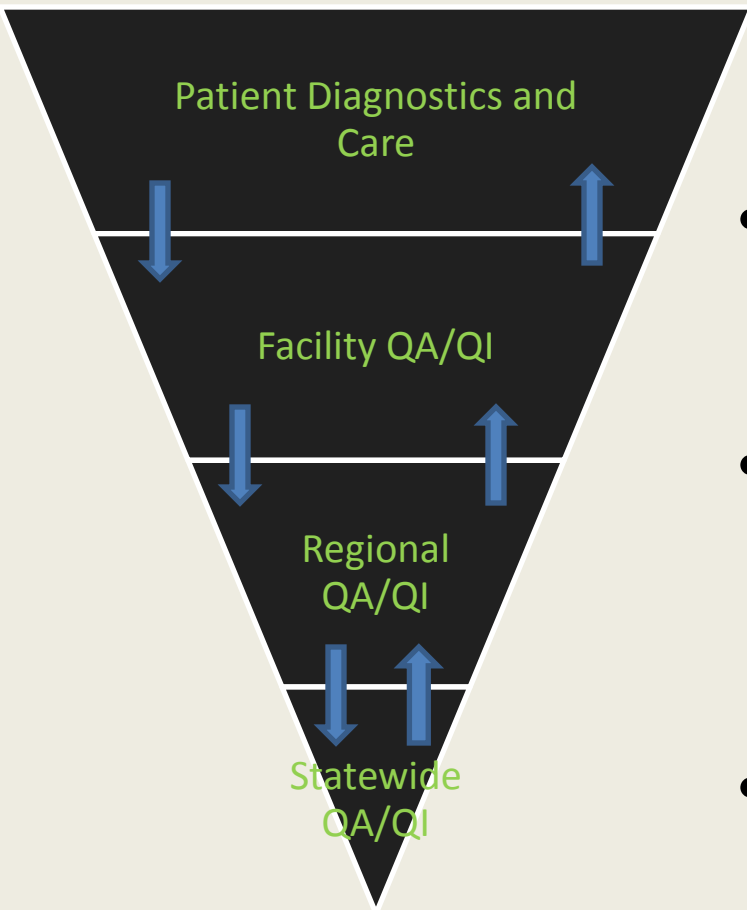 Patient Diagnostics and
Care
Facility QA/QI
Regional
QA/QI
Statewide
QA/QI